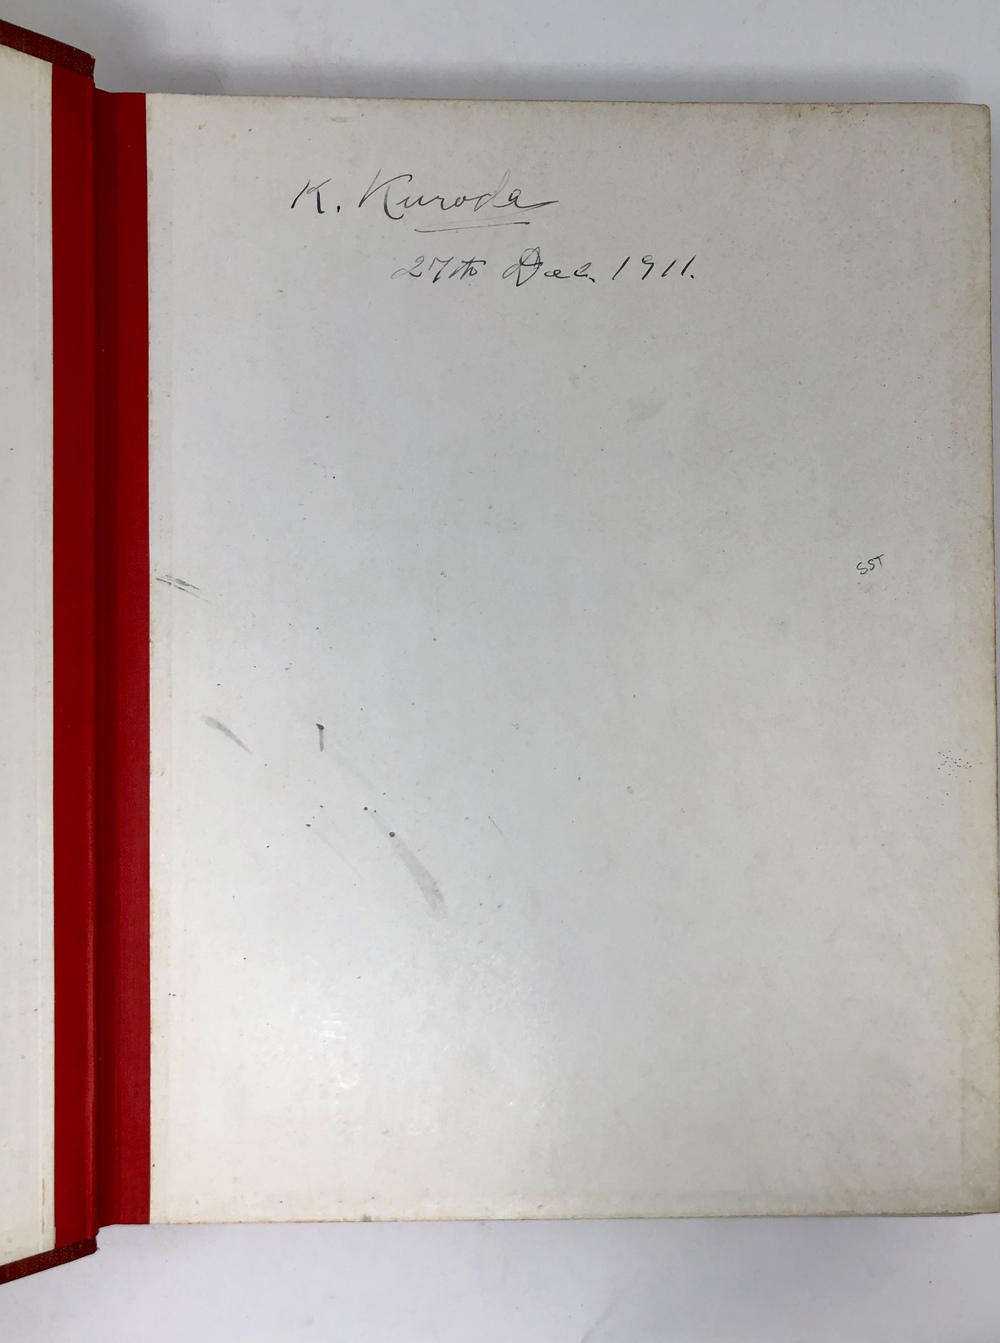 K. Kuroda
27th Dec. 1911.
SST